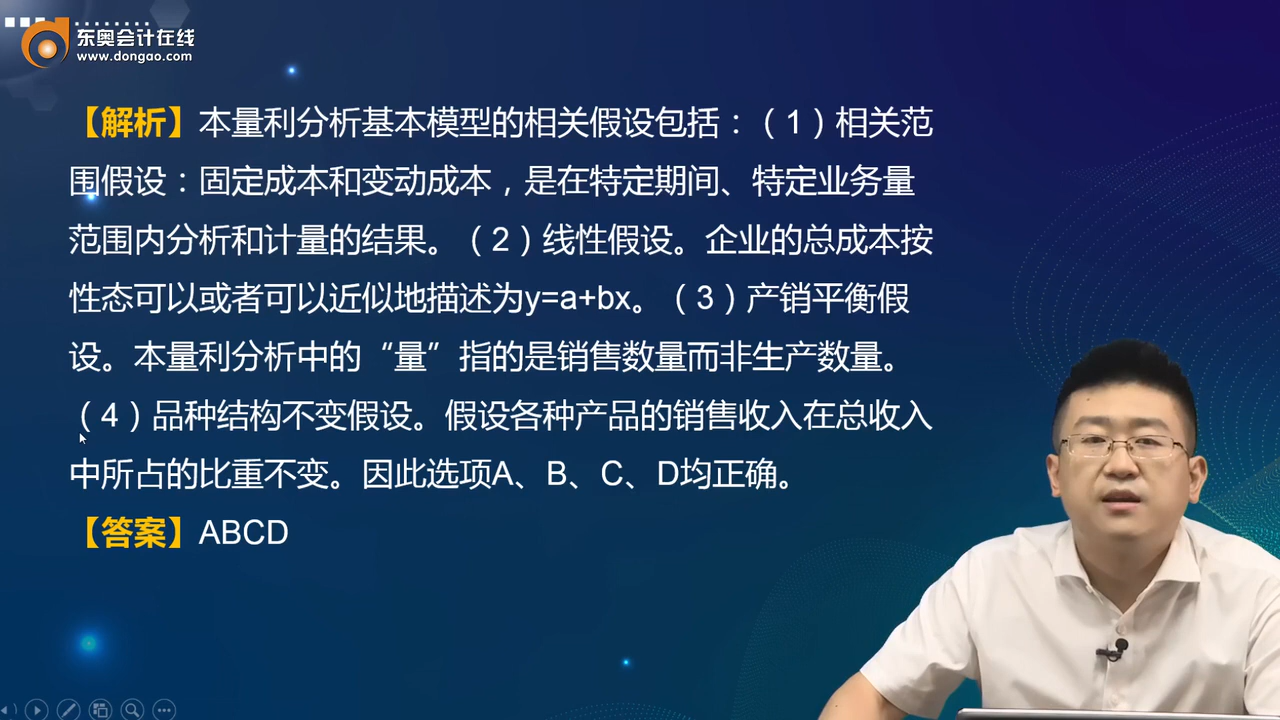 东奥会计在线
www.dongao.com
【解析】本量利分析基本模型的相关假设包括：（1）相关范
围假设：固定成本和变动成本，是在特定期间、特定业务量
范围内分析和计量的结果。（2）线性假设。企业的总成本按
性态可以或者可以近似地描述为y=a+bx。（3）产销平衡假
设。本量利分析中的“量”指的是销售数量而非生产数量。
（4）品种结构不变假设。假设各种产品的销售收入在总收入
中所占的比重不变。因此选项A、B、C、D均正确。
【答案】ABCD